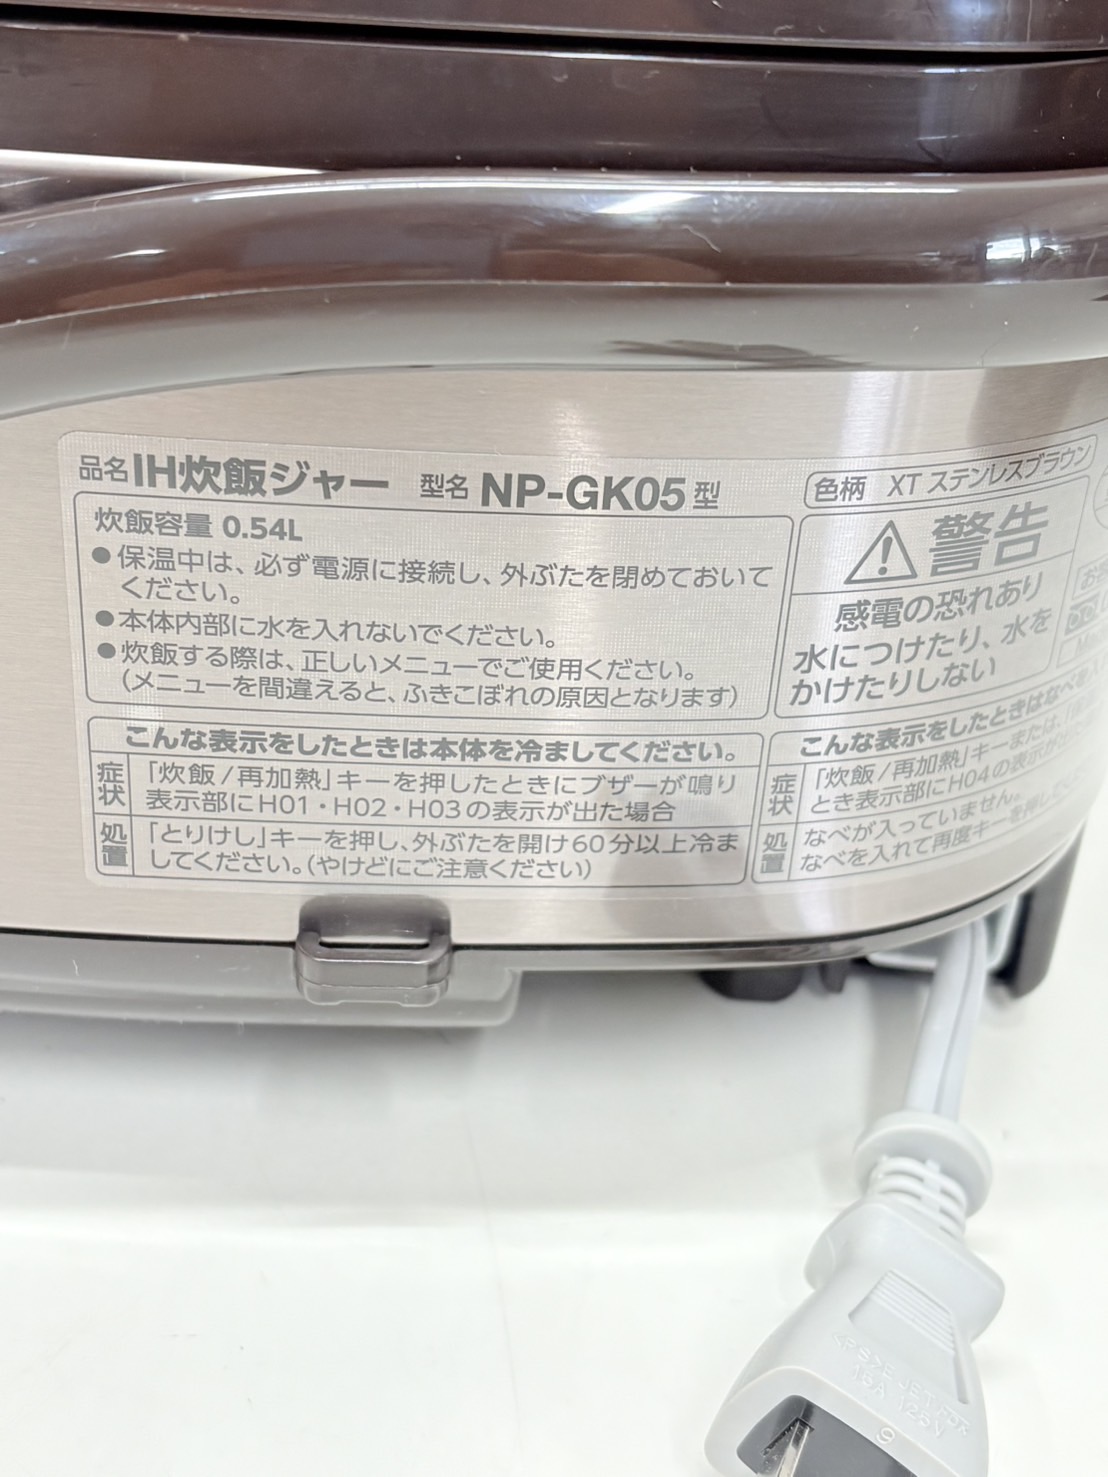 品名 IH炊飯ジャー 型名 NP-GK05型
色柄 XT ステンレスブラウン
炊飯容量 0.54L
●保温中は、必ず電源に接続し、外ぶたを閉めておいて
ください。
●本体内部に水を入れないでください。
●炊飯する際は、正しいメニューでご使用ください。
(メニューを間違えると、ふきこぼれの原因となります)
警告
感電の恐れあり
水につけたり、水を
かけたりしない
こんな表示をしたときは本体を冷ましてください。
症状
「炊飯/再加熱」キーを押したときにブザーが鳴り
表示部にH01・H02・H03の表示が出た場合
処置
「とりけし」キーを押し、外ぶたを開け60分以上冷ま
してください。(やけどにご注意ください)
こんな表示をしたときはなべを入
症状
「炊飯/再加熱」キーまたは、「保
とき表示部にH04の表示が出
処置
なべが入っていません。
なべを入れて再度キーを押して
<PS>E JET
15A 125V